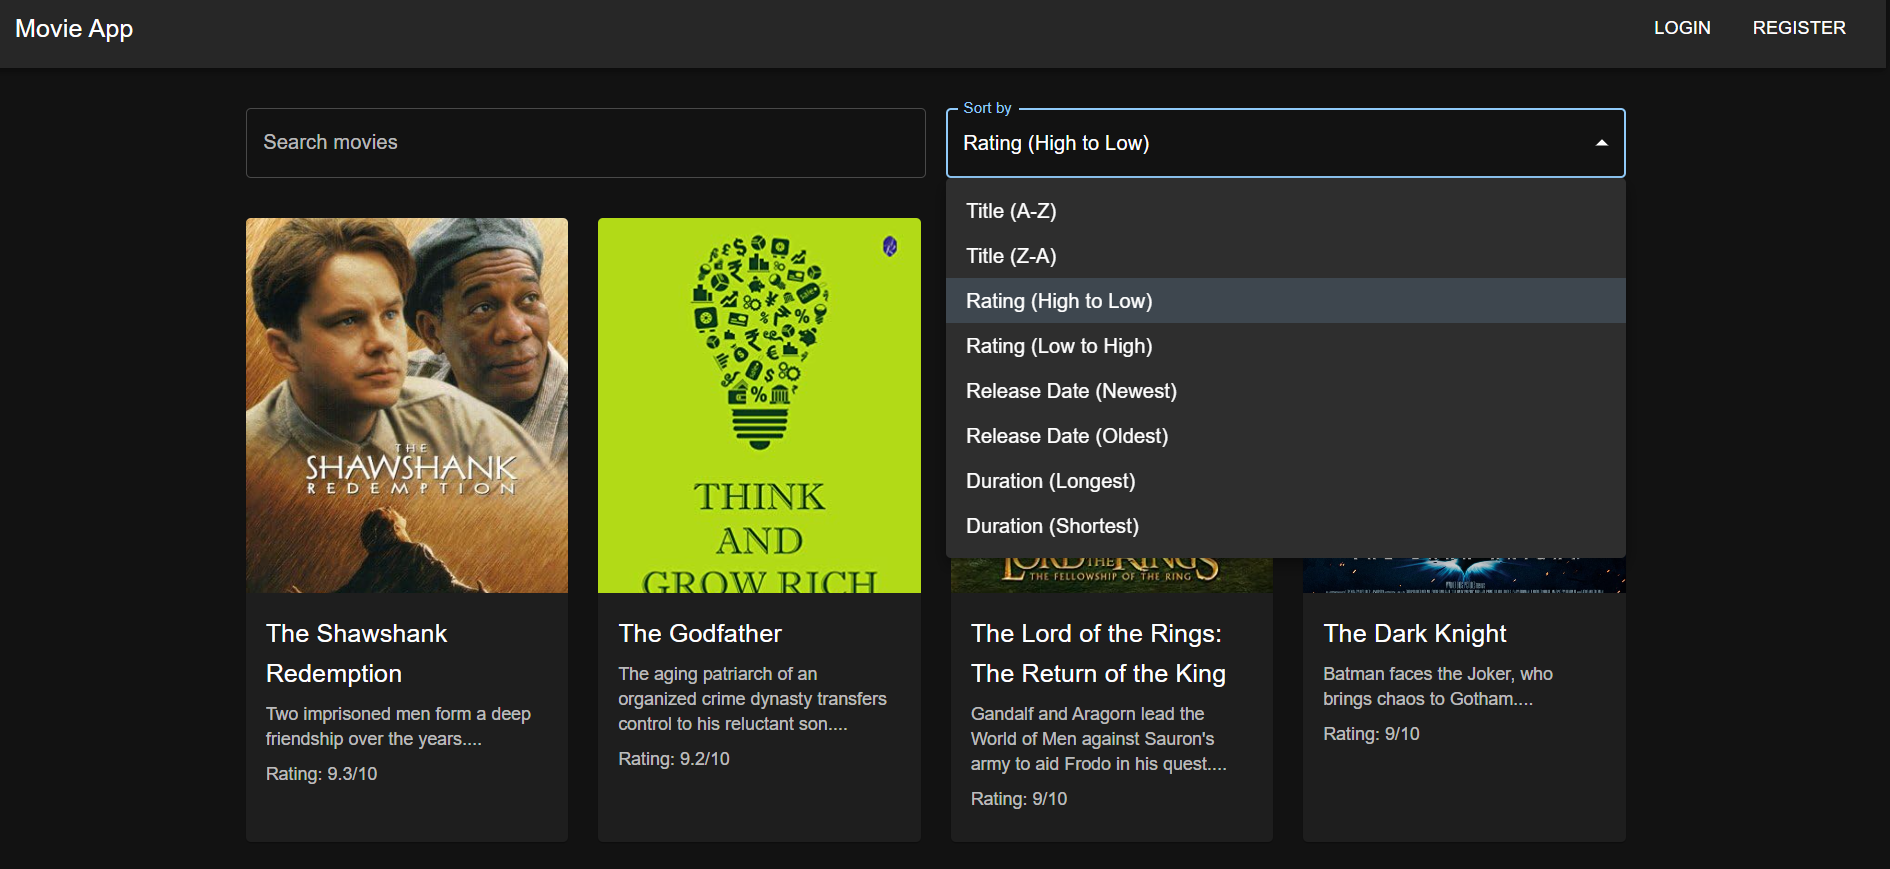 Movie App
LOGIN
REGISTER
Search movies
Sort by
Rating (High to Low)
Title (A-Z)
Title (Z-A)
Rating (High to Low)
Rating (Low to High)
Release Date (Newest)
Release Date (Oldest)
Duration (Longest)
Duration (Shortest)
THE
SHAWSHANK
REDEMPTION
THINK
AND
GROW RICH
LORD OF THE RINGS
THE FELLOWSHIP OF THE RING
The Shawshank
Redemption
Two imprisoned men form a deep
friendship over the years....
Rating: 9.3/10
The Godfather
The aging patriarch of an
organized crime dynasty transfers
control to his reluctant son....
Rating: 9.2/10
The Lord of the Rings:
The Return of the King
Gandalf and Aragorn lead the
World of Men against Sauron's
army to aid Frodo in his quest....
Rating: 9/10
The Dark Knight
Batman faces the Joker, who
brings chaos to Gotham....
Rating: 9/10